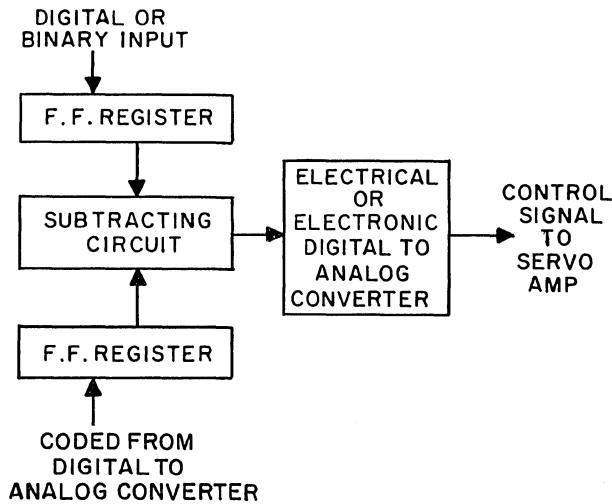 DIGITAL OR
BINARY INPUT
F.F. REGISTER
SUBTRACTING
CIRCUIT
F.F. REGISTER
CODED FROM
DIGITAL TO
ANALOG CONVERTER
ELECTRICAL
OR
ELECTRONIC
DIGITAL TO
ANALOG
CONVERTER
CONTROL
SIGNAL
TO
SERVO
AMP